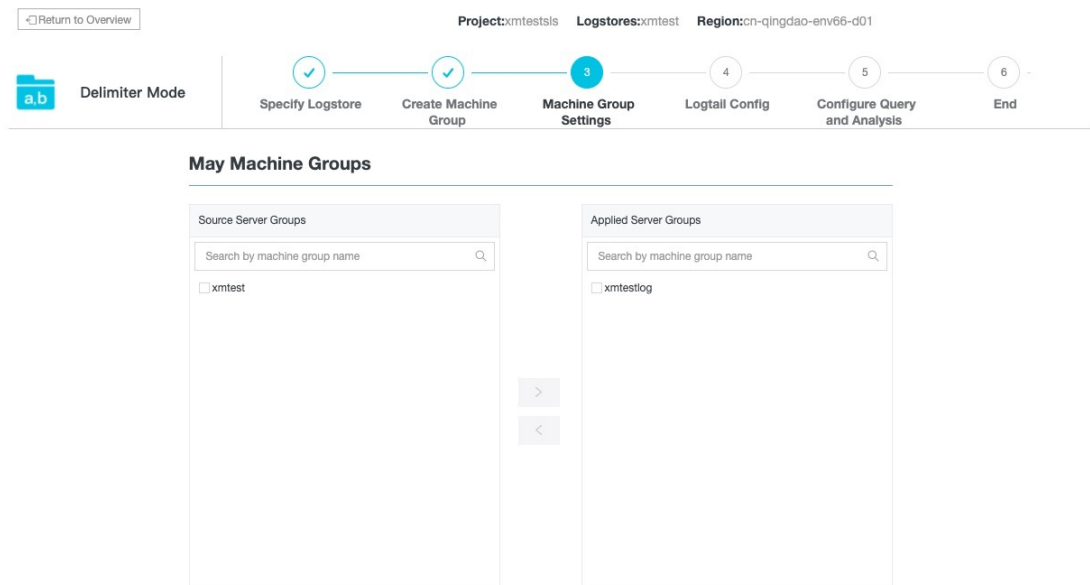 Return to Overview
Project:xmtestsls Logstores:xmtest Region:cn-qingdao-env66-d01
a,b
Delimiter Mode
3 4 5 6
Specify Logstore Create Machine Machine Group Logtail Config Configure Query End
Group Settings and Analysis
May Machine Groups
Source Server Groups Applied Server Groups
Search by machine group name Search by machine group name
xmtest xmtestlog
> 
<